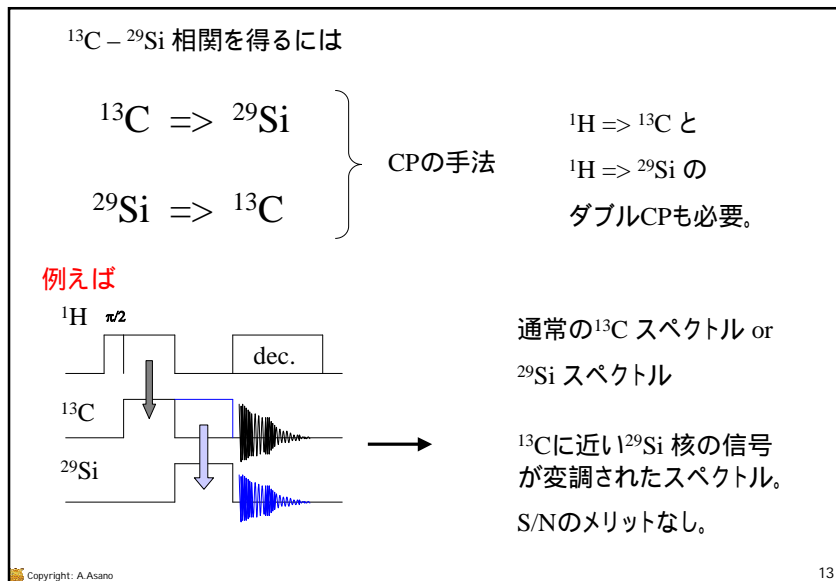 ¹³C – ²⁹Si 相関を得るには
¹³C => ²⁹Si
²⁹Si => ¹³C
CPの手法
¹H => ¹³C と
¹H => ²⁹Si の
ダブルCPも必要。
例えば
¹H π/2
dec.
¹³C
²⁹Si
通常の¹³C スペクトル or
²⁹Si スペクトル
¹³Cに近い²⁹Si 核の信号
が変調されたスペクトル。
S/Nのメリットなし。
Copyright: A.Asano
13